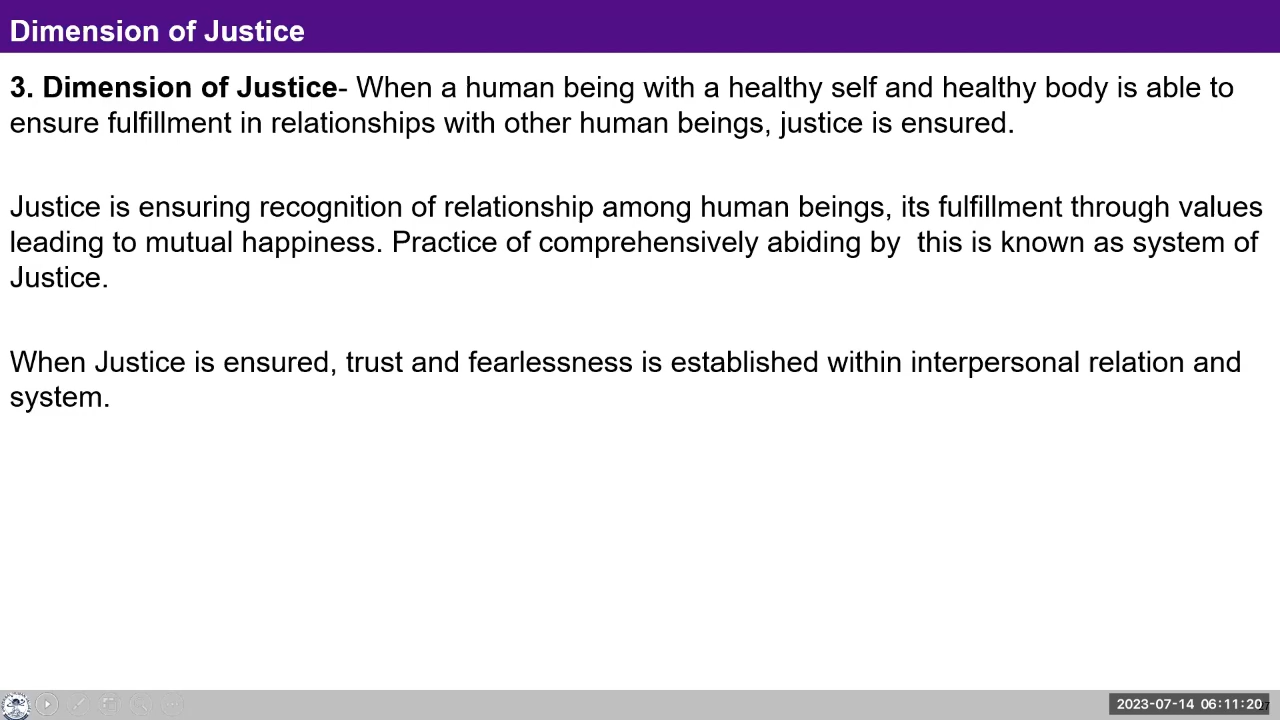 Dimension of Justice
3. Dimension of Justice- When a human being with a healthy self and healthy body is able to
ensure fulfillment in relationships with other human beings, justice is ensured.
Justice is ensuring recognition of relationship among human beings, its fulfillment through values
leading to mutual happiness. Practice of comprehensively abiding by  this is known as system of
Justice.
When Justice is ensured, trust and fearlessness is established within interpersonal relation and
system.
2023-07-14 06:11:20